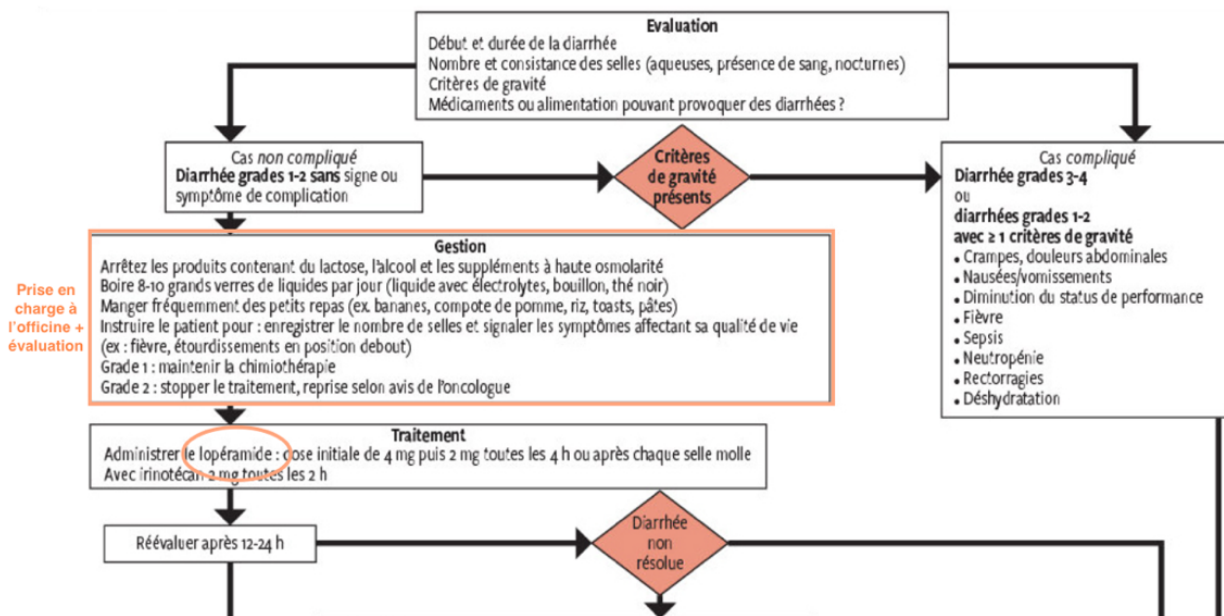 Evaluation
Début et durée de la diarrhée
Nombre et consistance des selles (aqueuses, présence de sang, nocturnes)
Critères de gravité
Médicaments ou alimentation pouvant provoquer des diarrhées ?
Cas non compliqué
Diarrhée grades 1-2 sans signe ou
symptôme de complication
Critères
de gravité
présents
Cas compliqué
Diarrhée grades 3-4
ou
diarrhées grades 1-2
avec ≥ 1 critères de gravité
• Crampes, douleurs abdominales
• Nausées/vomissements
• Diminution du status de performance
• Fièvre
• Sepsis
• Neutropénie
• Rectorragies
• Déshydratation
Prise en
charge à
l'officine +
évaluation
Gestion
Arrêtez les produits contenant du lactose, l'alcool et les suppléments à haute osmolarité
Boire 8-10 grands verres de liquides par jour (liquide avec électrolytes, bouillon, thé noir)
Manger fréquemment des petits repas (ex. bananes, compote de pomme, riz, toasts, pâtes)
Instruire le patient pour : enregistrer le nombre de selles et signaler les symptômes affectant sa qualité de vie
(ex : fièvre, étourdissements en position debout)
Grade 1 : maintenir la chimiothérapie
Grade 2 : stopper le traitement, reprise selon avis de l'oncologue
Traitement
Administrer le lopéramide : dose initiale de 4 mg puis 2 mg toutes les 4 h ou après chaque selle molle
Avec irinotécan 2 mg toutes les 2 h
Réévaluer après 12-24 h
Diarrhée
non
résolue